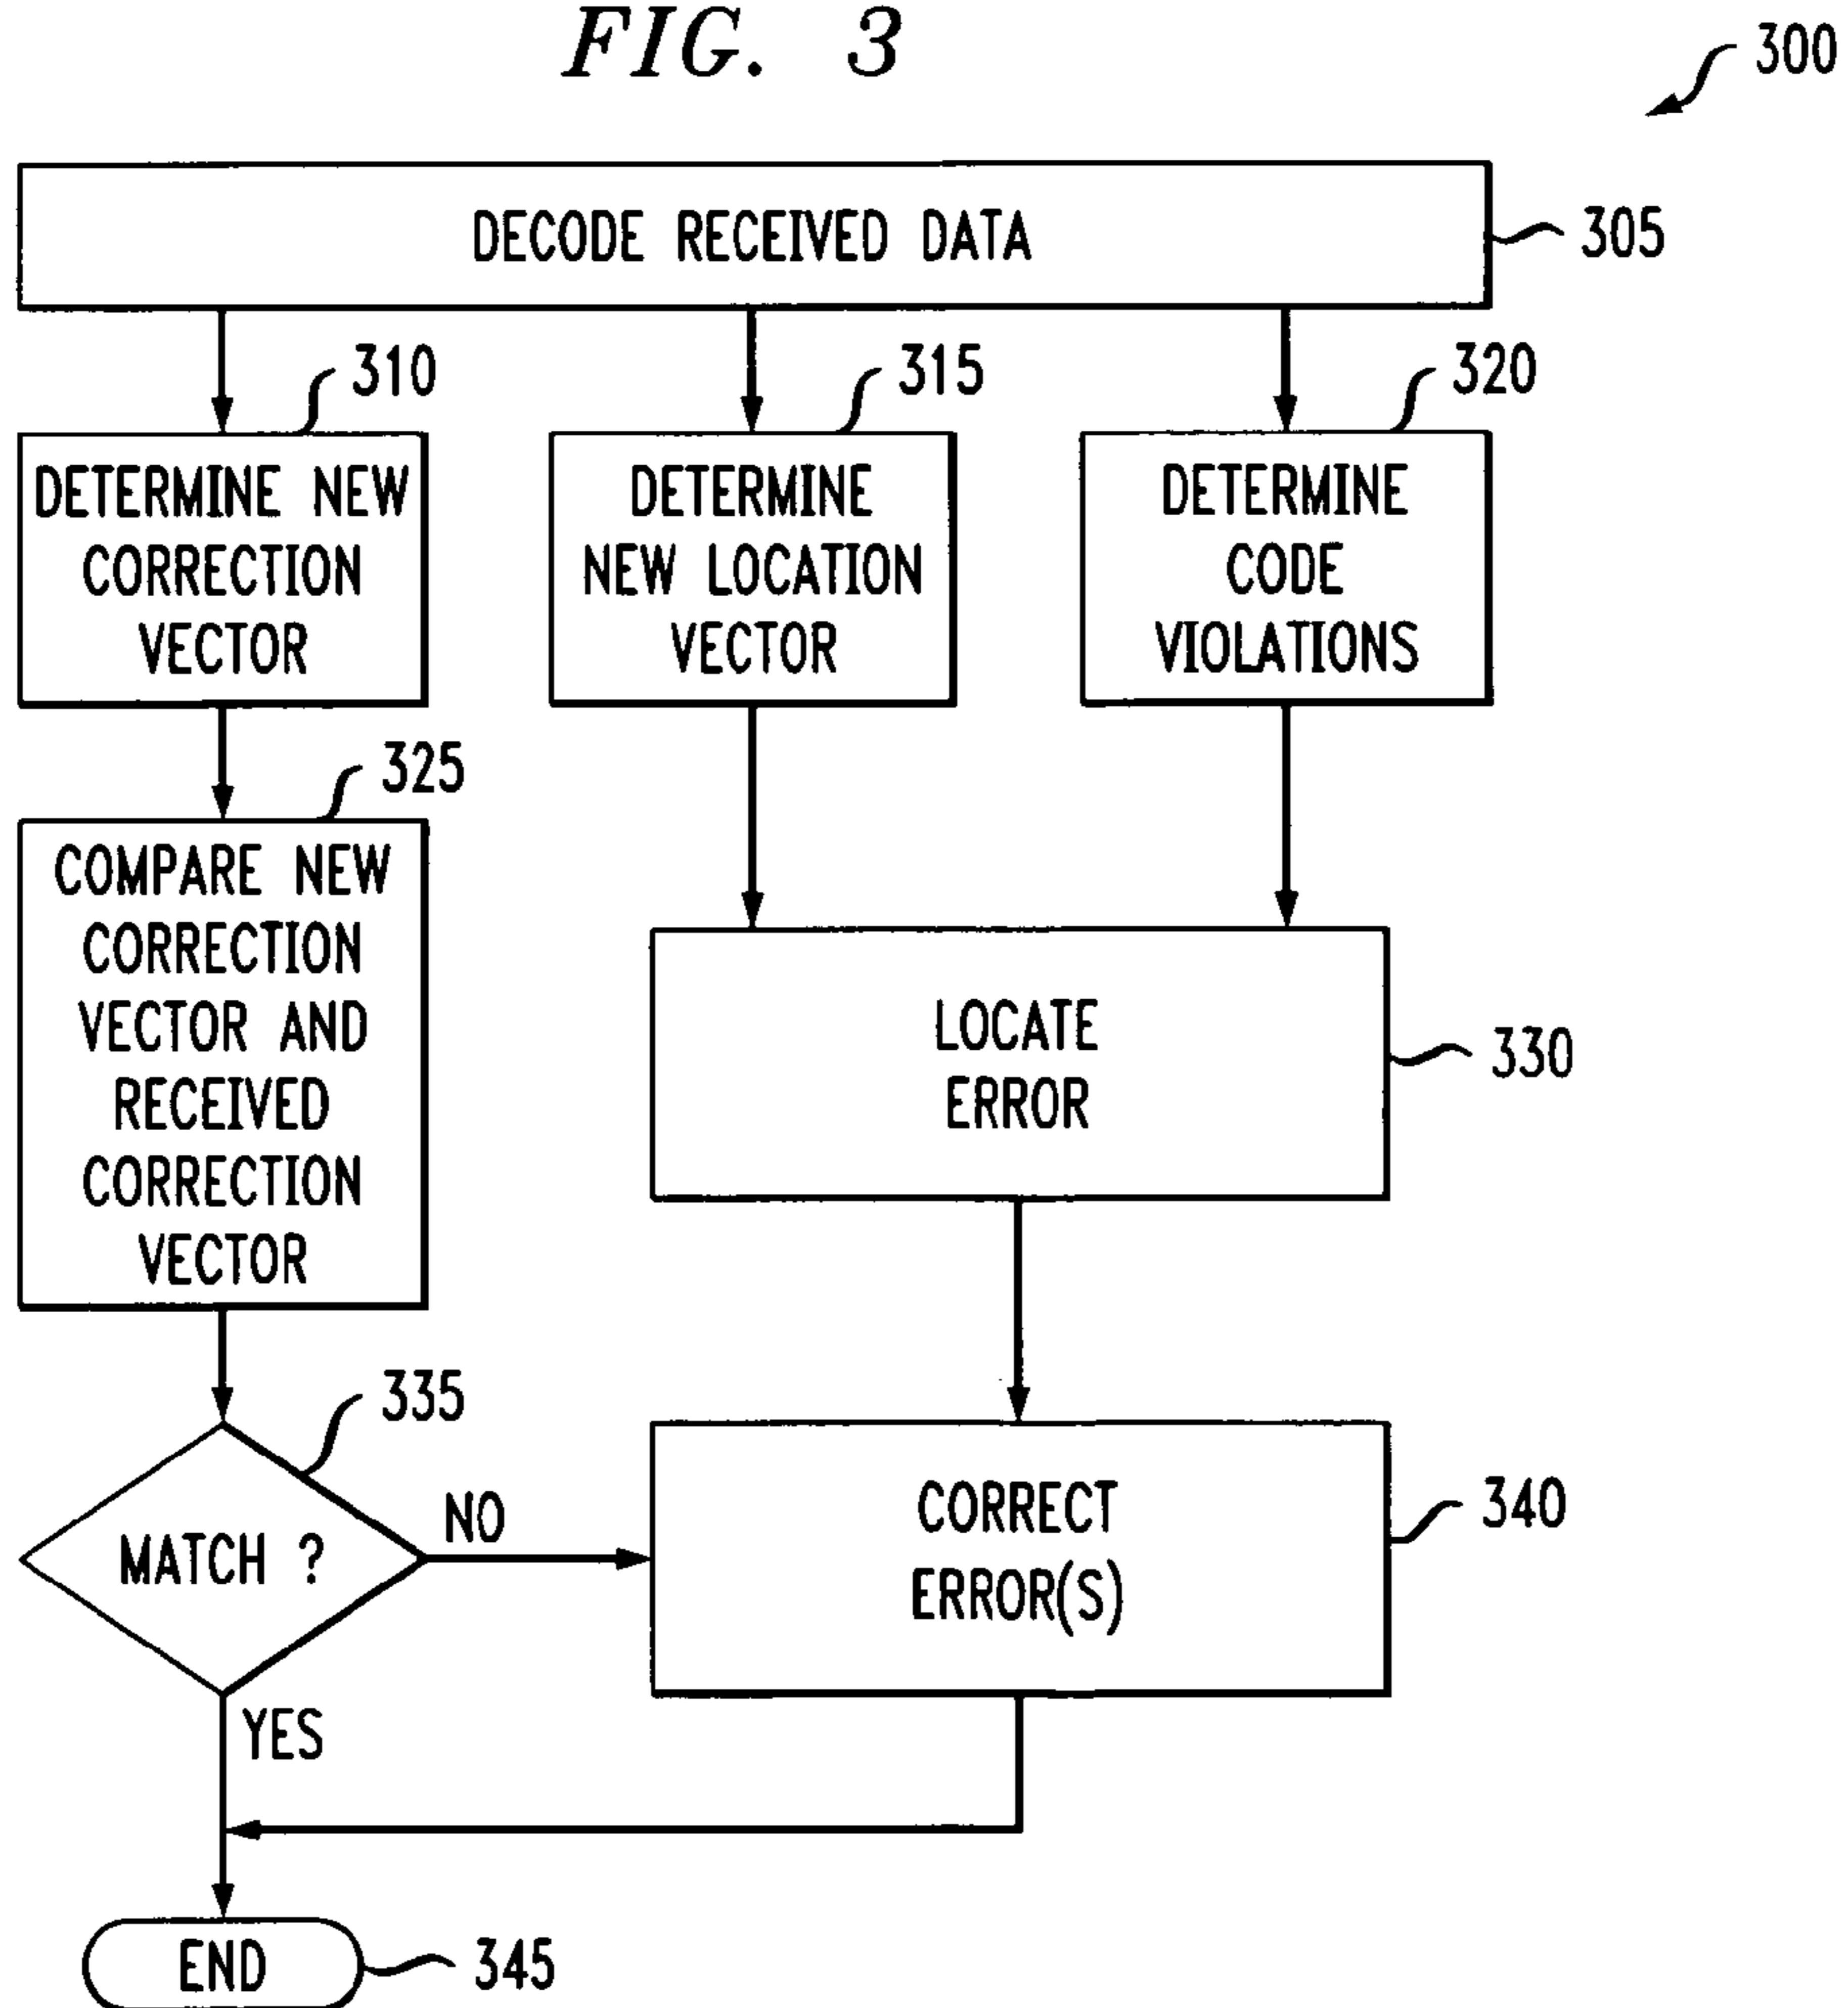 FIG. 3
300
DECODE RECEIVED DATA
305
310
315
320
DETERMINE NEW
CORRECTION
VECTOR
DETERMINE
NEW LOCATION
VECTOR
DETERMINE
CODE
VIOLATIONS
325
COMPARE NEW
CORRECTION
VECTOR AND
RECEIVED
CORRECTION
VECTOR
LOCATE
ERROR
330
335
MATCH ?
NO
YES
CORRECT
ERROR(S)
340
END
345